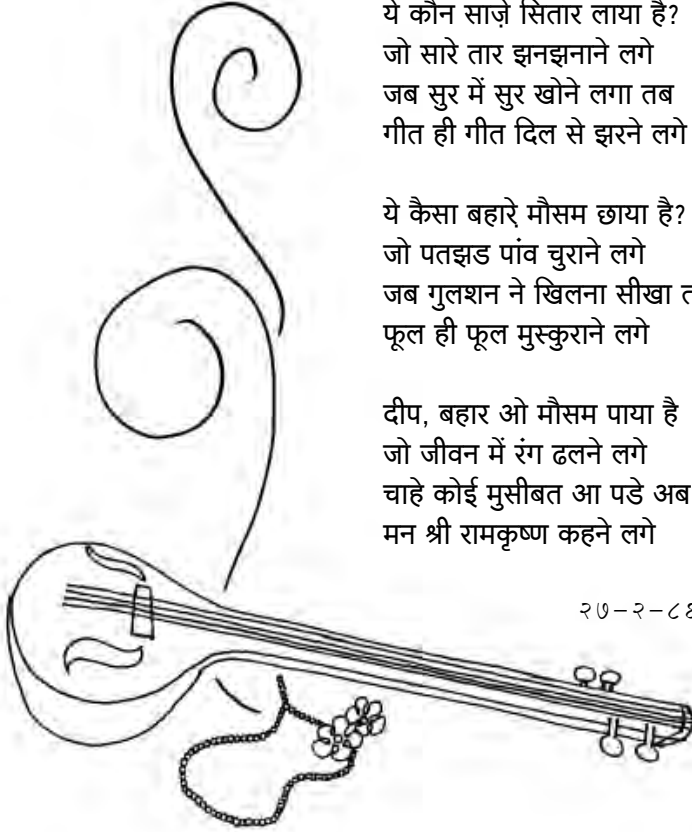 ये कौन साज़े सितार लाया है?
जो सारे तार झनझनाने लगे
जब सुर में सुर खोने लगा तब
गीत ही गीत दिल से झरने लगे
ये कैसा बहारे मौसम छाया है?
जो पतझड पांव चुराने लगे
जब गुलशन ने खिलना सीखा
फूल ही फूल मुस्कुराने लगे
दीप, बहार ओ मौसम पाया है
जो जीवन में रंग ढलने लगे
चाहे कोई मुसीबत आ पडे अब
मन श्री रामकृष्ण कहने लगे